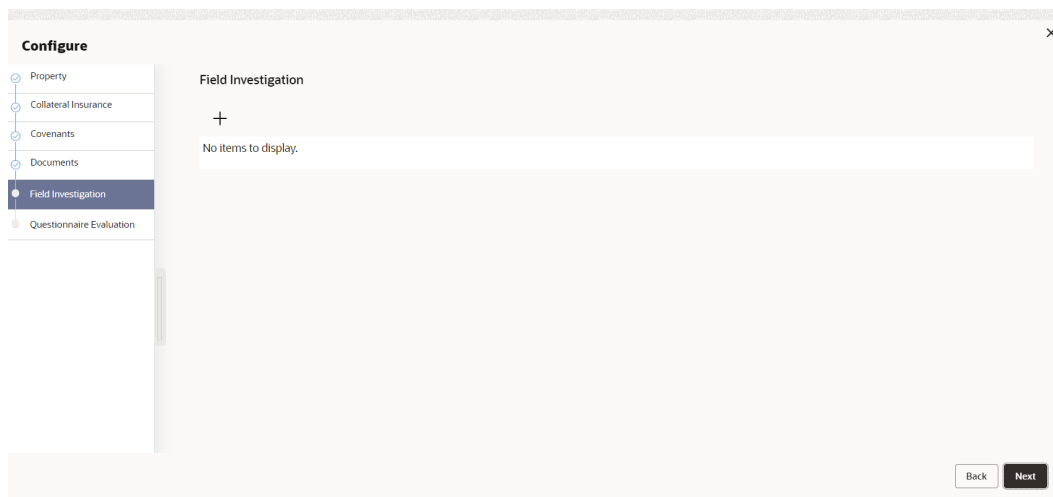 Configure
Property
Collateral Insurance
Covenants
Documents
Field Investigation
Questionnaire Evaluation
Field Investigation
No items to display.
Back
Next